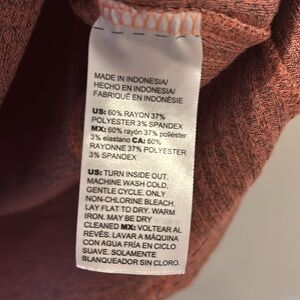 MADE IN INDONESIA/
HECHO EN INDONESIA/
FABRIQUÉ EN INDONÉSIE
US: 60% RAYON 37%
POLYESTER 3% SPANDEX
MX: 60% rayón 37% poliéster
3% elastano CA: 60%
RAYONNE 37% POLYESTER
3% SPANDEX
US: TURN INSIDE OUT.
MACHINE WASH COLD,
GENTLE CYCLE. ONLY
NON-CHLORINE BLEACH.
LAY FLAT TO DRY. WARM
IRON. MAY BE DRY
CLEANED MX: VOLTEAR AL
REVÉS. LAVAR A MÁQUINA
CON AGUA FRÍA EN CICLO
SUAVE. SOLAMENTE
BLANQUEADOR SIN CLORO.